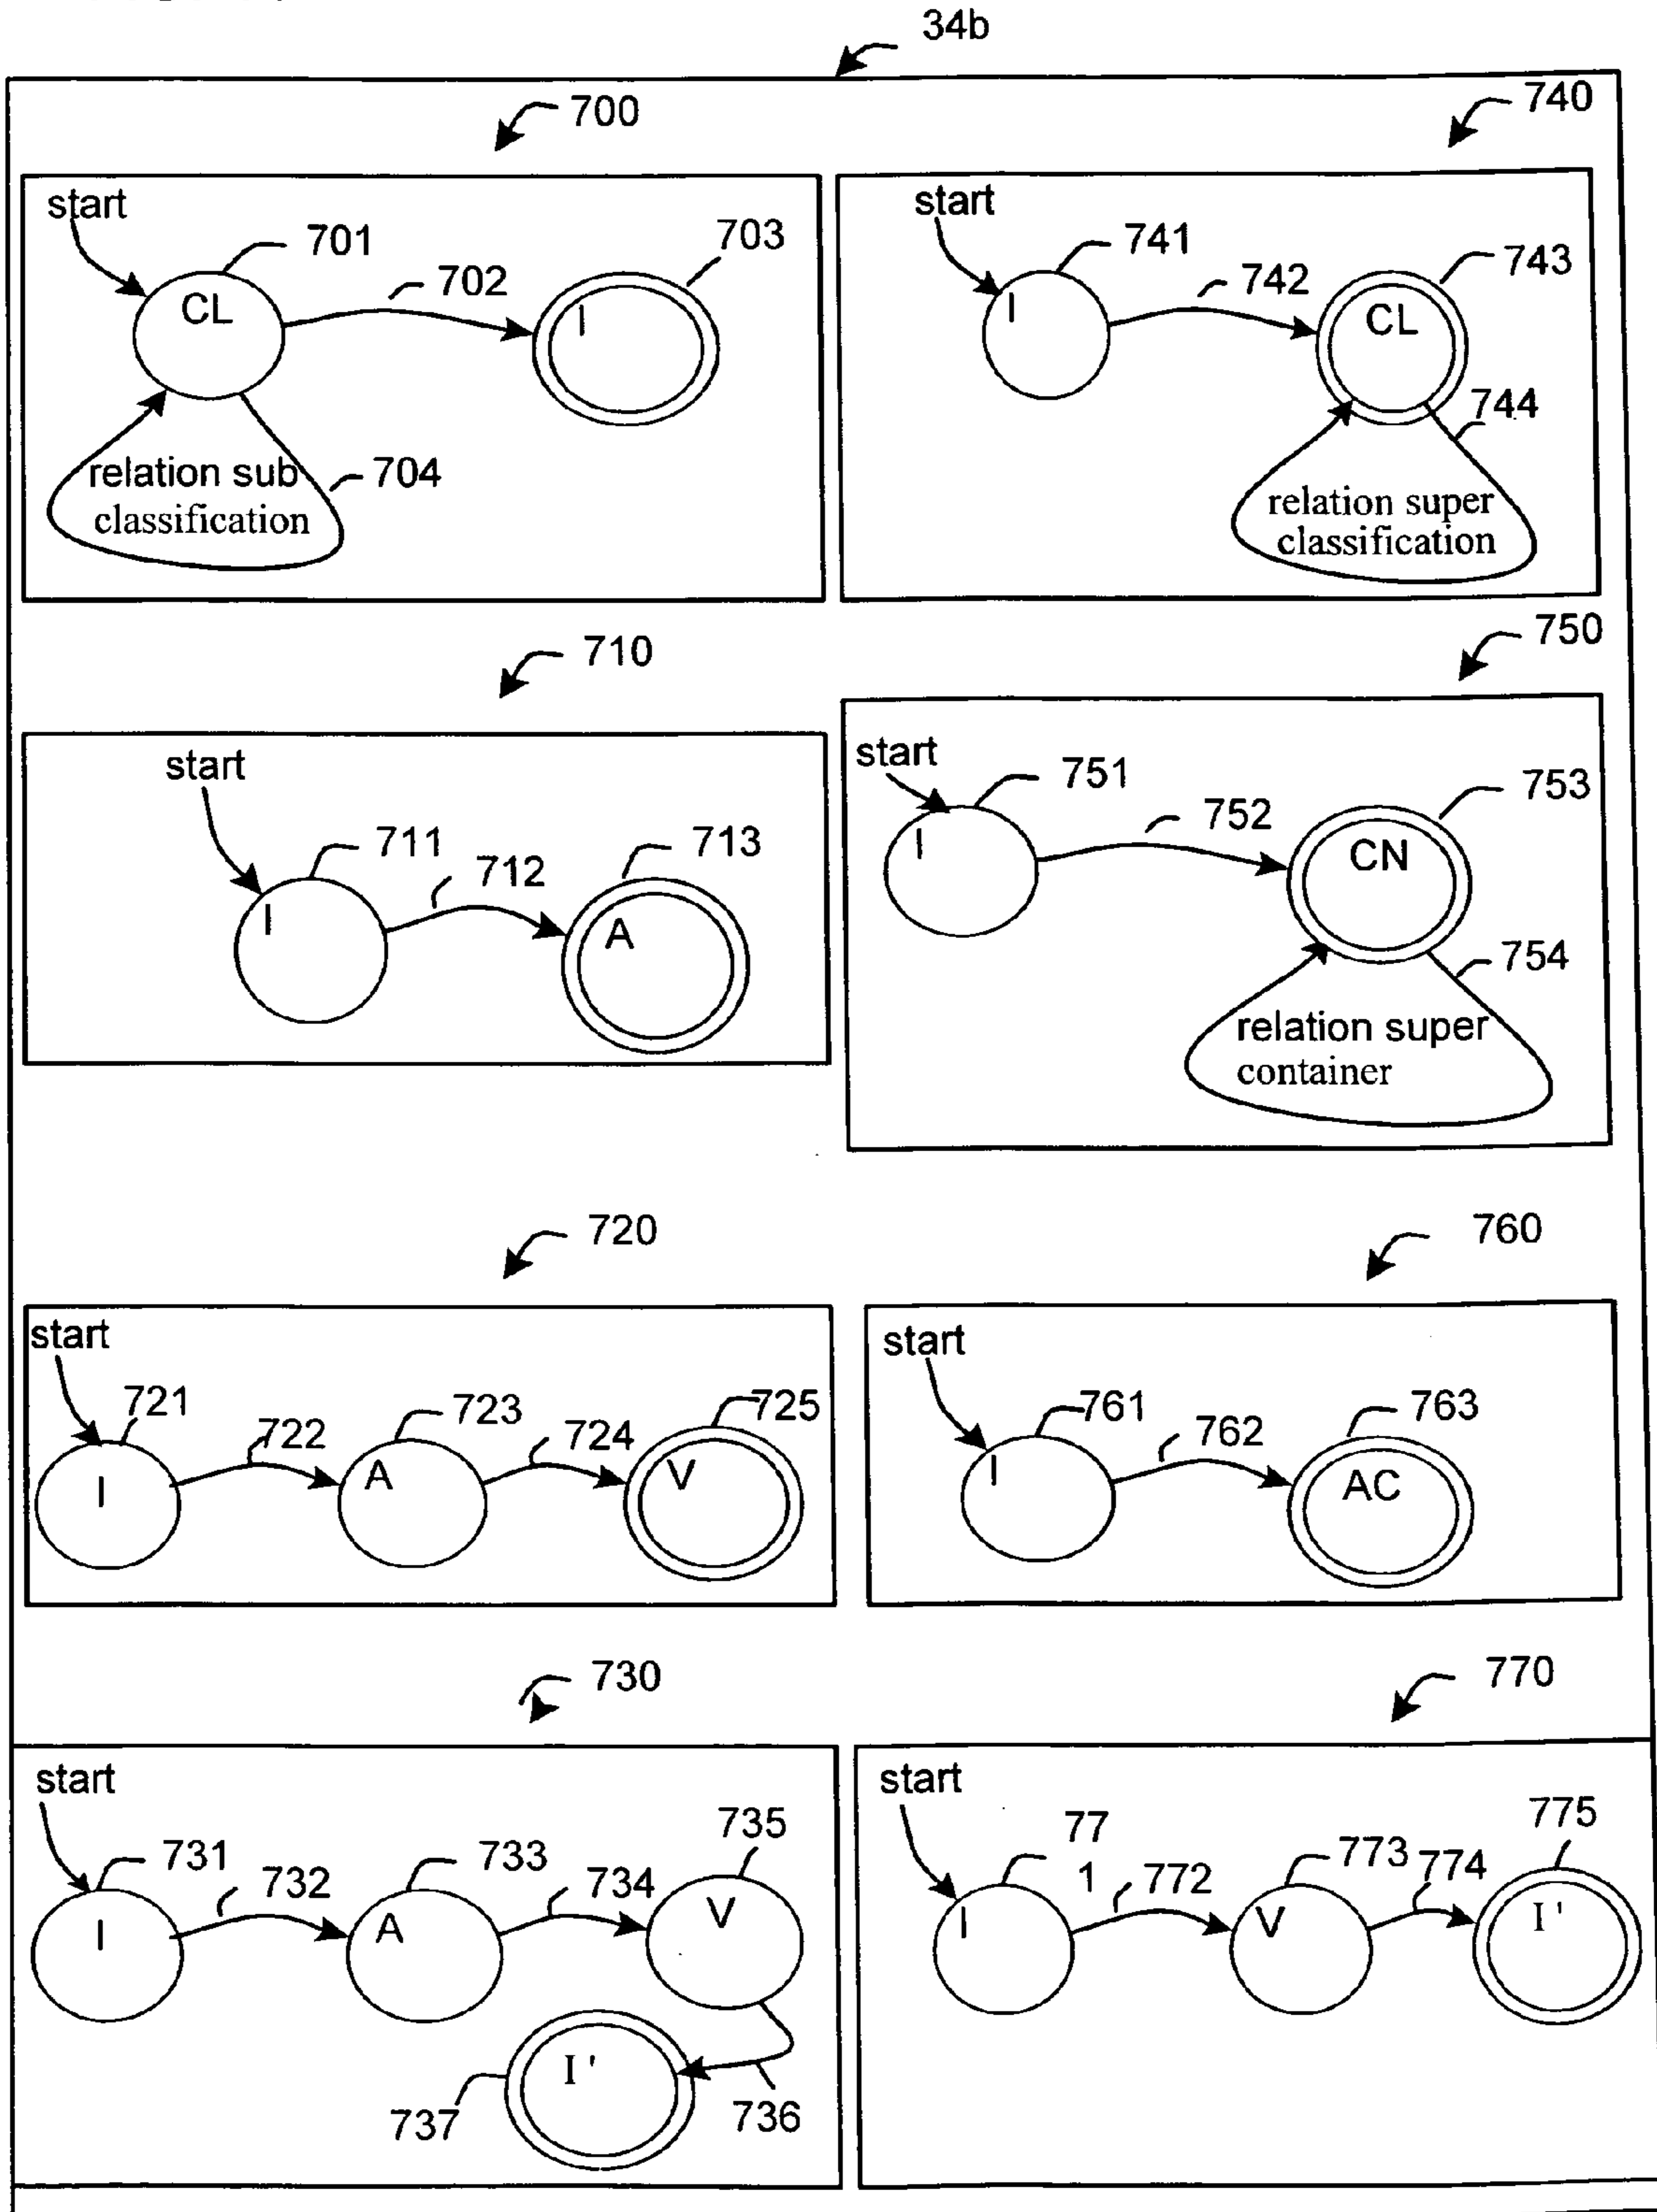 34b
700
740
start
701
702
703
CL
I
relation sub
classification
704
start
741
742
743
I
CL
744
relation super
classification
710
750
start
711
712
713
I
A
start
751
752
753
I
CN
754
relation super
container
720
760
start
721
722
723
724
725
I
A
V
start
761
762
763
I
AC
730
770
start
731
732
733
734
735
I
A
V
I'
737
736
start
77
1
772
773
774
775
I
V
I'